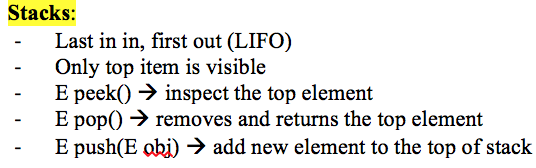 Stacks:
- Last in in, first out (LIFO)
- Only top item is visible
- E peek() → inspect the top element
- E pop() → removes and returns the top element
- E push(E obj) → add new element to the top of stack